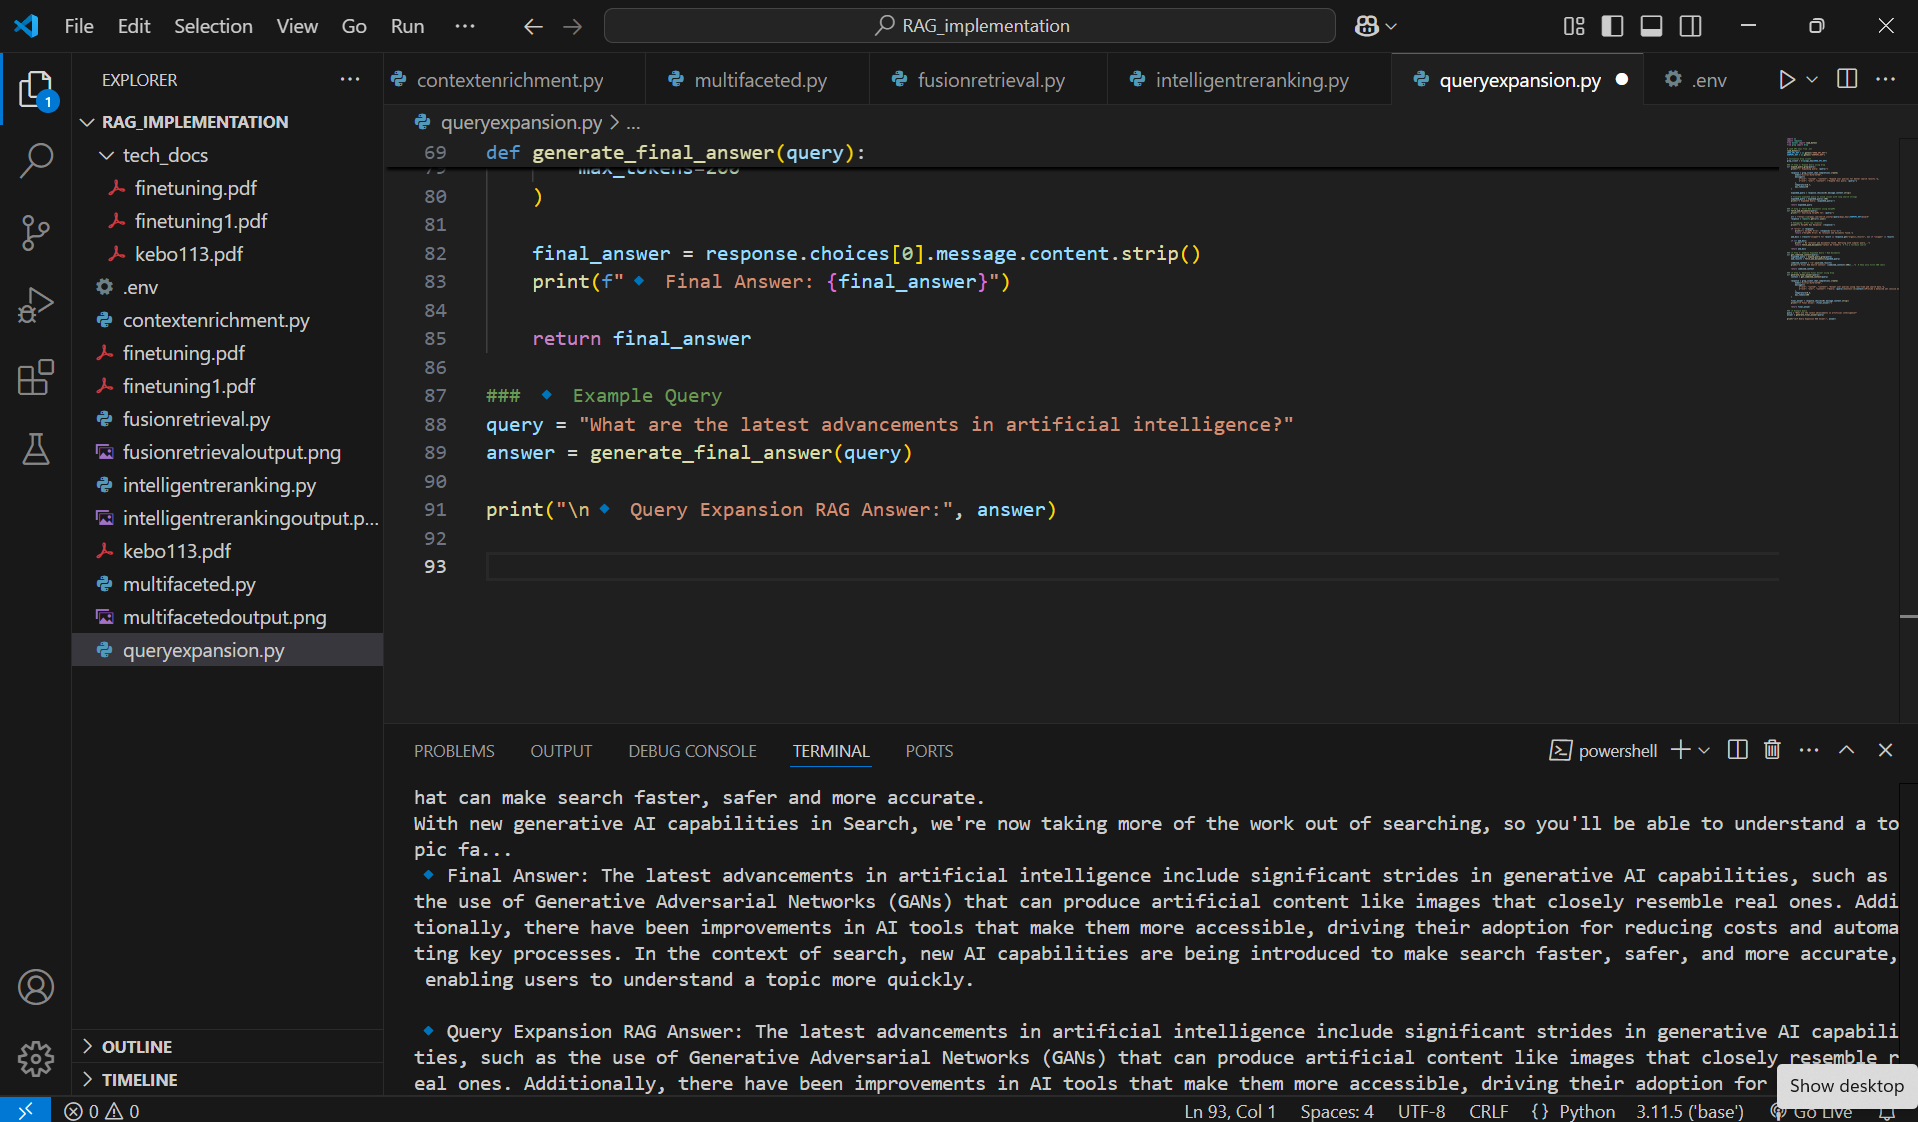 File Edit Selection View Go Run ···
RAG_implementation
EXPLORER
1
RAG_IMPLEMENTATION
tech_docs
finetuning.pdf
finetuning1.pdf
kebo113.pdf
.env
contextenrichment.py
finetuning.pdf
finetuning1.pdf
fusionretrieval.py
fusionretrievaloutput.png
intelligentreranking.py
intelligentrerankingoutput.p...
kebo113.pdf
multifaceted.py
multifacetedoutput.png
queryexpansion.py
OUTLINE
TIMELINE
contextenrichment.py multifaceted.py fusionretrieval.py intelligentreranking.py queryexpansion.py .env
queryexpansion.py > ...
69 def generate_final_answer(query):
79 max_tokens=200
80 )
81
82 final_answer = response.choices[0].message.content.strip()
83 print(f"🔹 Final Answer: {final_answer}")
84
85 return final_answer
86
87 ### 🔹 Example Query
88 query = "What are the latest advancements in artificial intelligence?"
89 answer = generate_final_answer(query)
90
91 print("\n🔹 Query Expansion RAG Answer:", answer)
92
93
PROBLEMS OUTPUT DEBUG CONSOLE TERMINAL PORTS
powershell
hat can make search faster, safer and more accurate.
With new generative AI capabilities in Search, we're now taking more of the work out of searching, so you'll be able to understand a to
pic fa...
🔹 Final Answer: The latest advancements in artificial intelligence include significant strides in generative AI capabilities, such as
the use of Generative Adversarial Networks (GANs) that can produce artificial content like images that closely resemble real ones. Addi
tionally, there have been improvements in AI tools that make them more accessible, driving their adoption for reducing costs and automa
ting key processes. In the context of search, new AI capabilities are being introduced to make search faster, safer, and more accurate,
enabling users to understand a topic more quickly.
🔹 Query Expansion RAG Answer: The latest advancements in artificial intelligence include significant strides in generative AI capabili
ties, such as the use of Generative Adversarial Networks (GANs) that can produce artificial content like images that closely resemble r
eal ones. Additionally, there have been improvements in AI tools that make them more accessible, driving their adoption for
Show desktop
0 0
Ln 93, Col 1 Spaces: 4 UTF-8 CRLF {} Python 3.11.5 ('base') Go Live